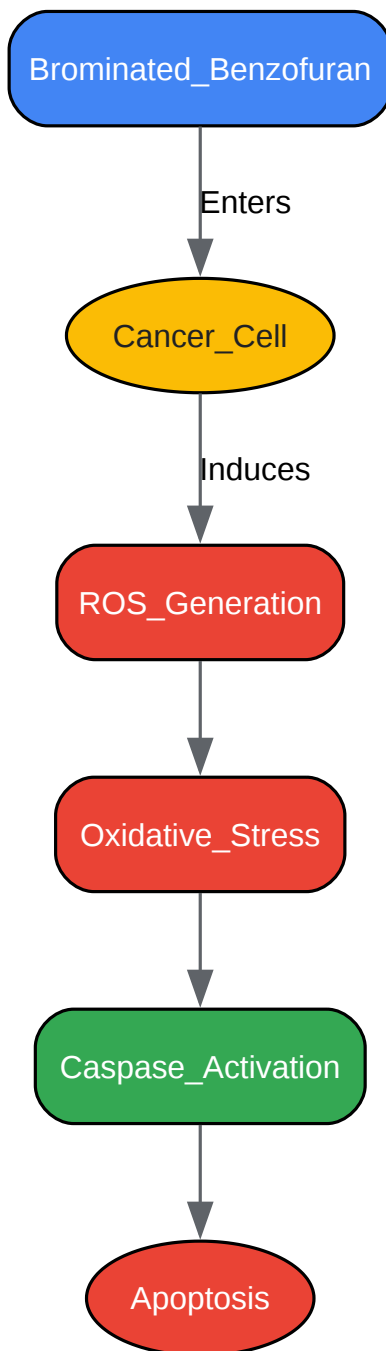 Brominated_Benzofuran
Enters
Cancer_Cell
Induces
ROS_Generation
Oxidative_Stress
Caspase_Activation
Apoptosis